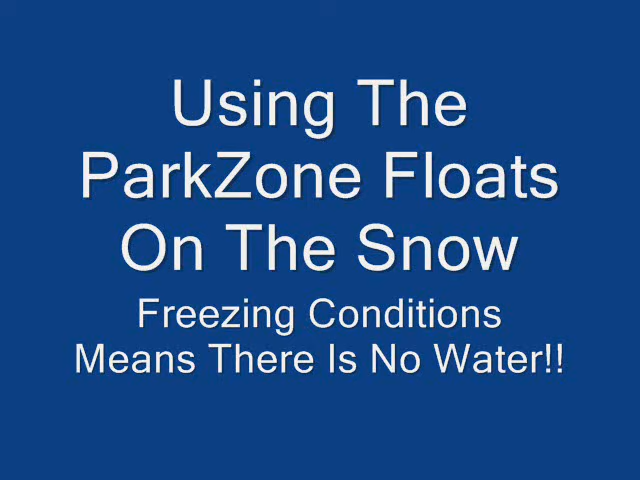 Using The
ParkZone Floats
On The Snow
Freezing Conditions
Means There Is No Water!!